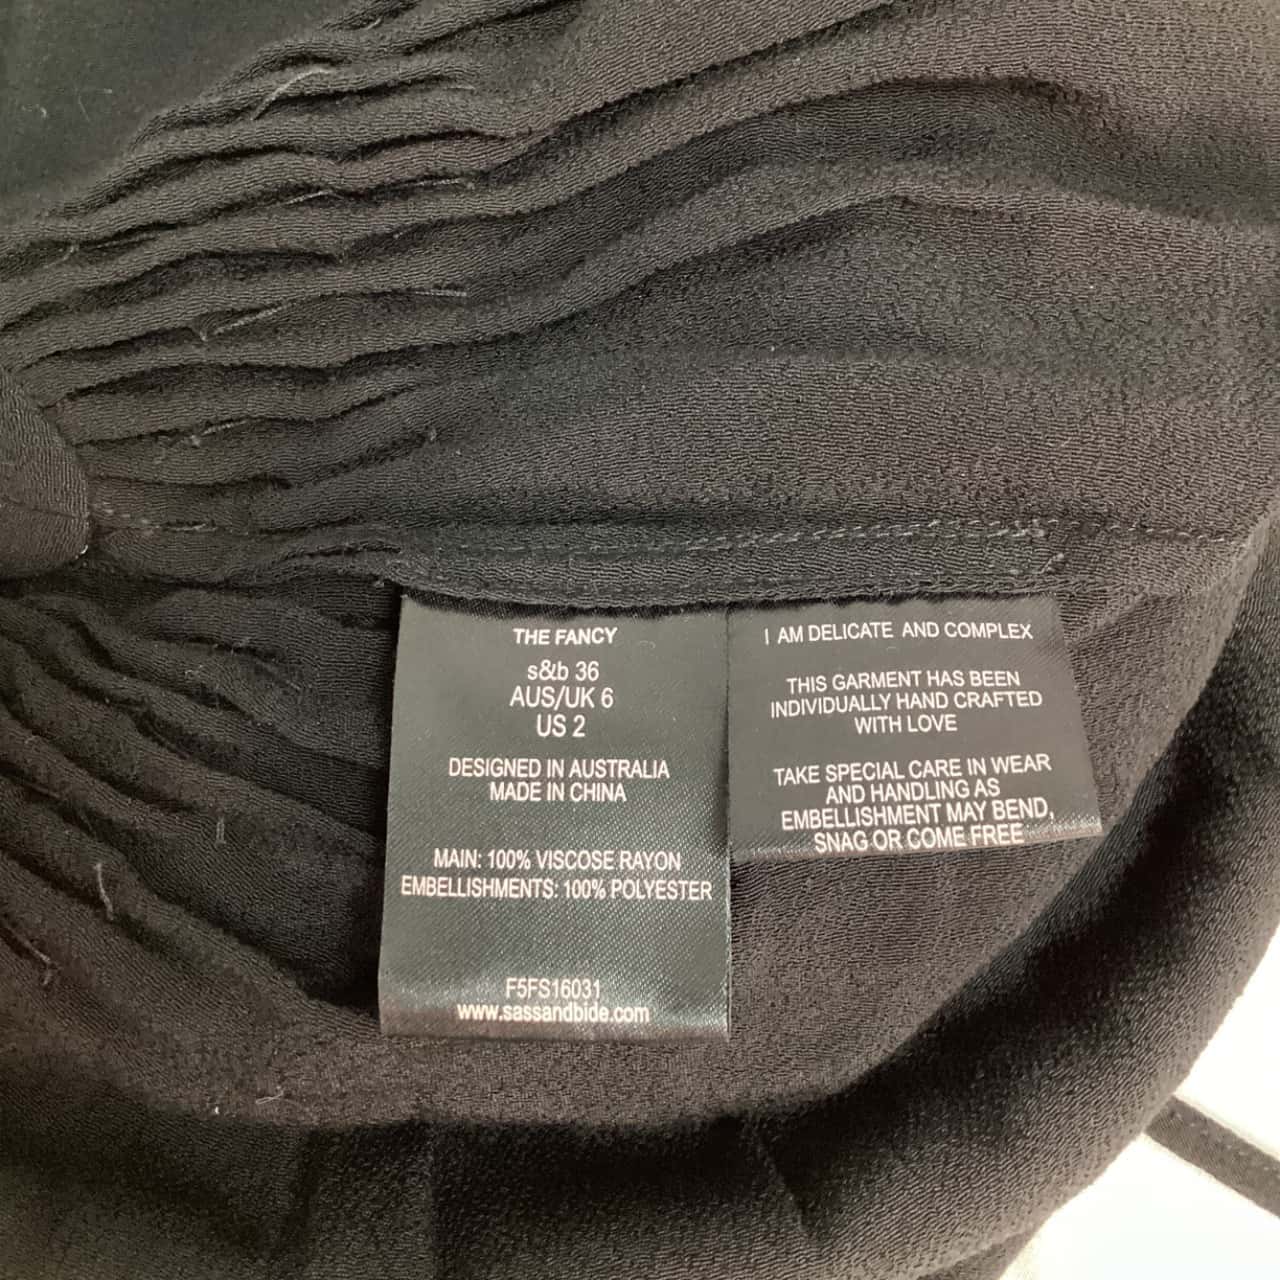 THE FANCY
s&b 36
AUS/UK 6
US 2
DESIGNED IN AUSTRALIA
MADE IN CHINA
MAIN: 100% VISCOSE RAYON
EMBELLISHMENTS: 100% POLYESTER
F5FS16031
www.sassandbide.com
I AM DELICATE AND COMPLEX
THIS GARMENT HAS BEEN
INDIVIDUALLY HAND CRAFTED
WITH LOVE
TAKE SPECIAL CARE IN WEAR
AND HANDLING AS
EMBELLISHMENT MAY BEND,
SNAG OR COME FREE